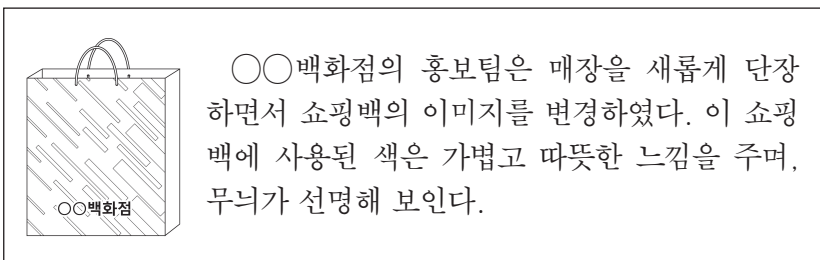 ○○백화점의 홍보팀은 매장을 새롭게 단장
하면서 쇼핑백의 이미지를 변경하였다. 이 쇼핑
백에 사용된 색은 가볍고 따뜻한 느낌을 주며,
무늬가 선명해 보인다.
○○백화점